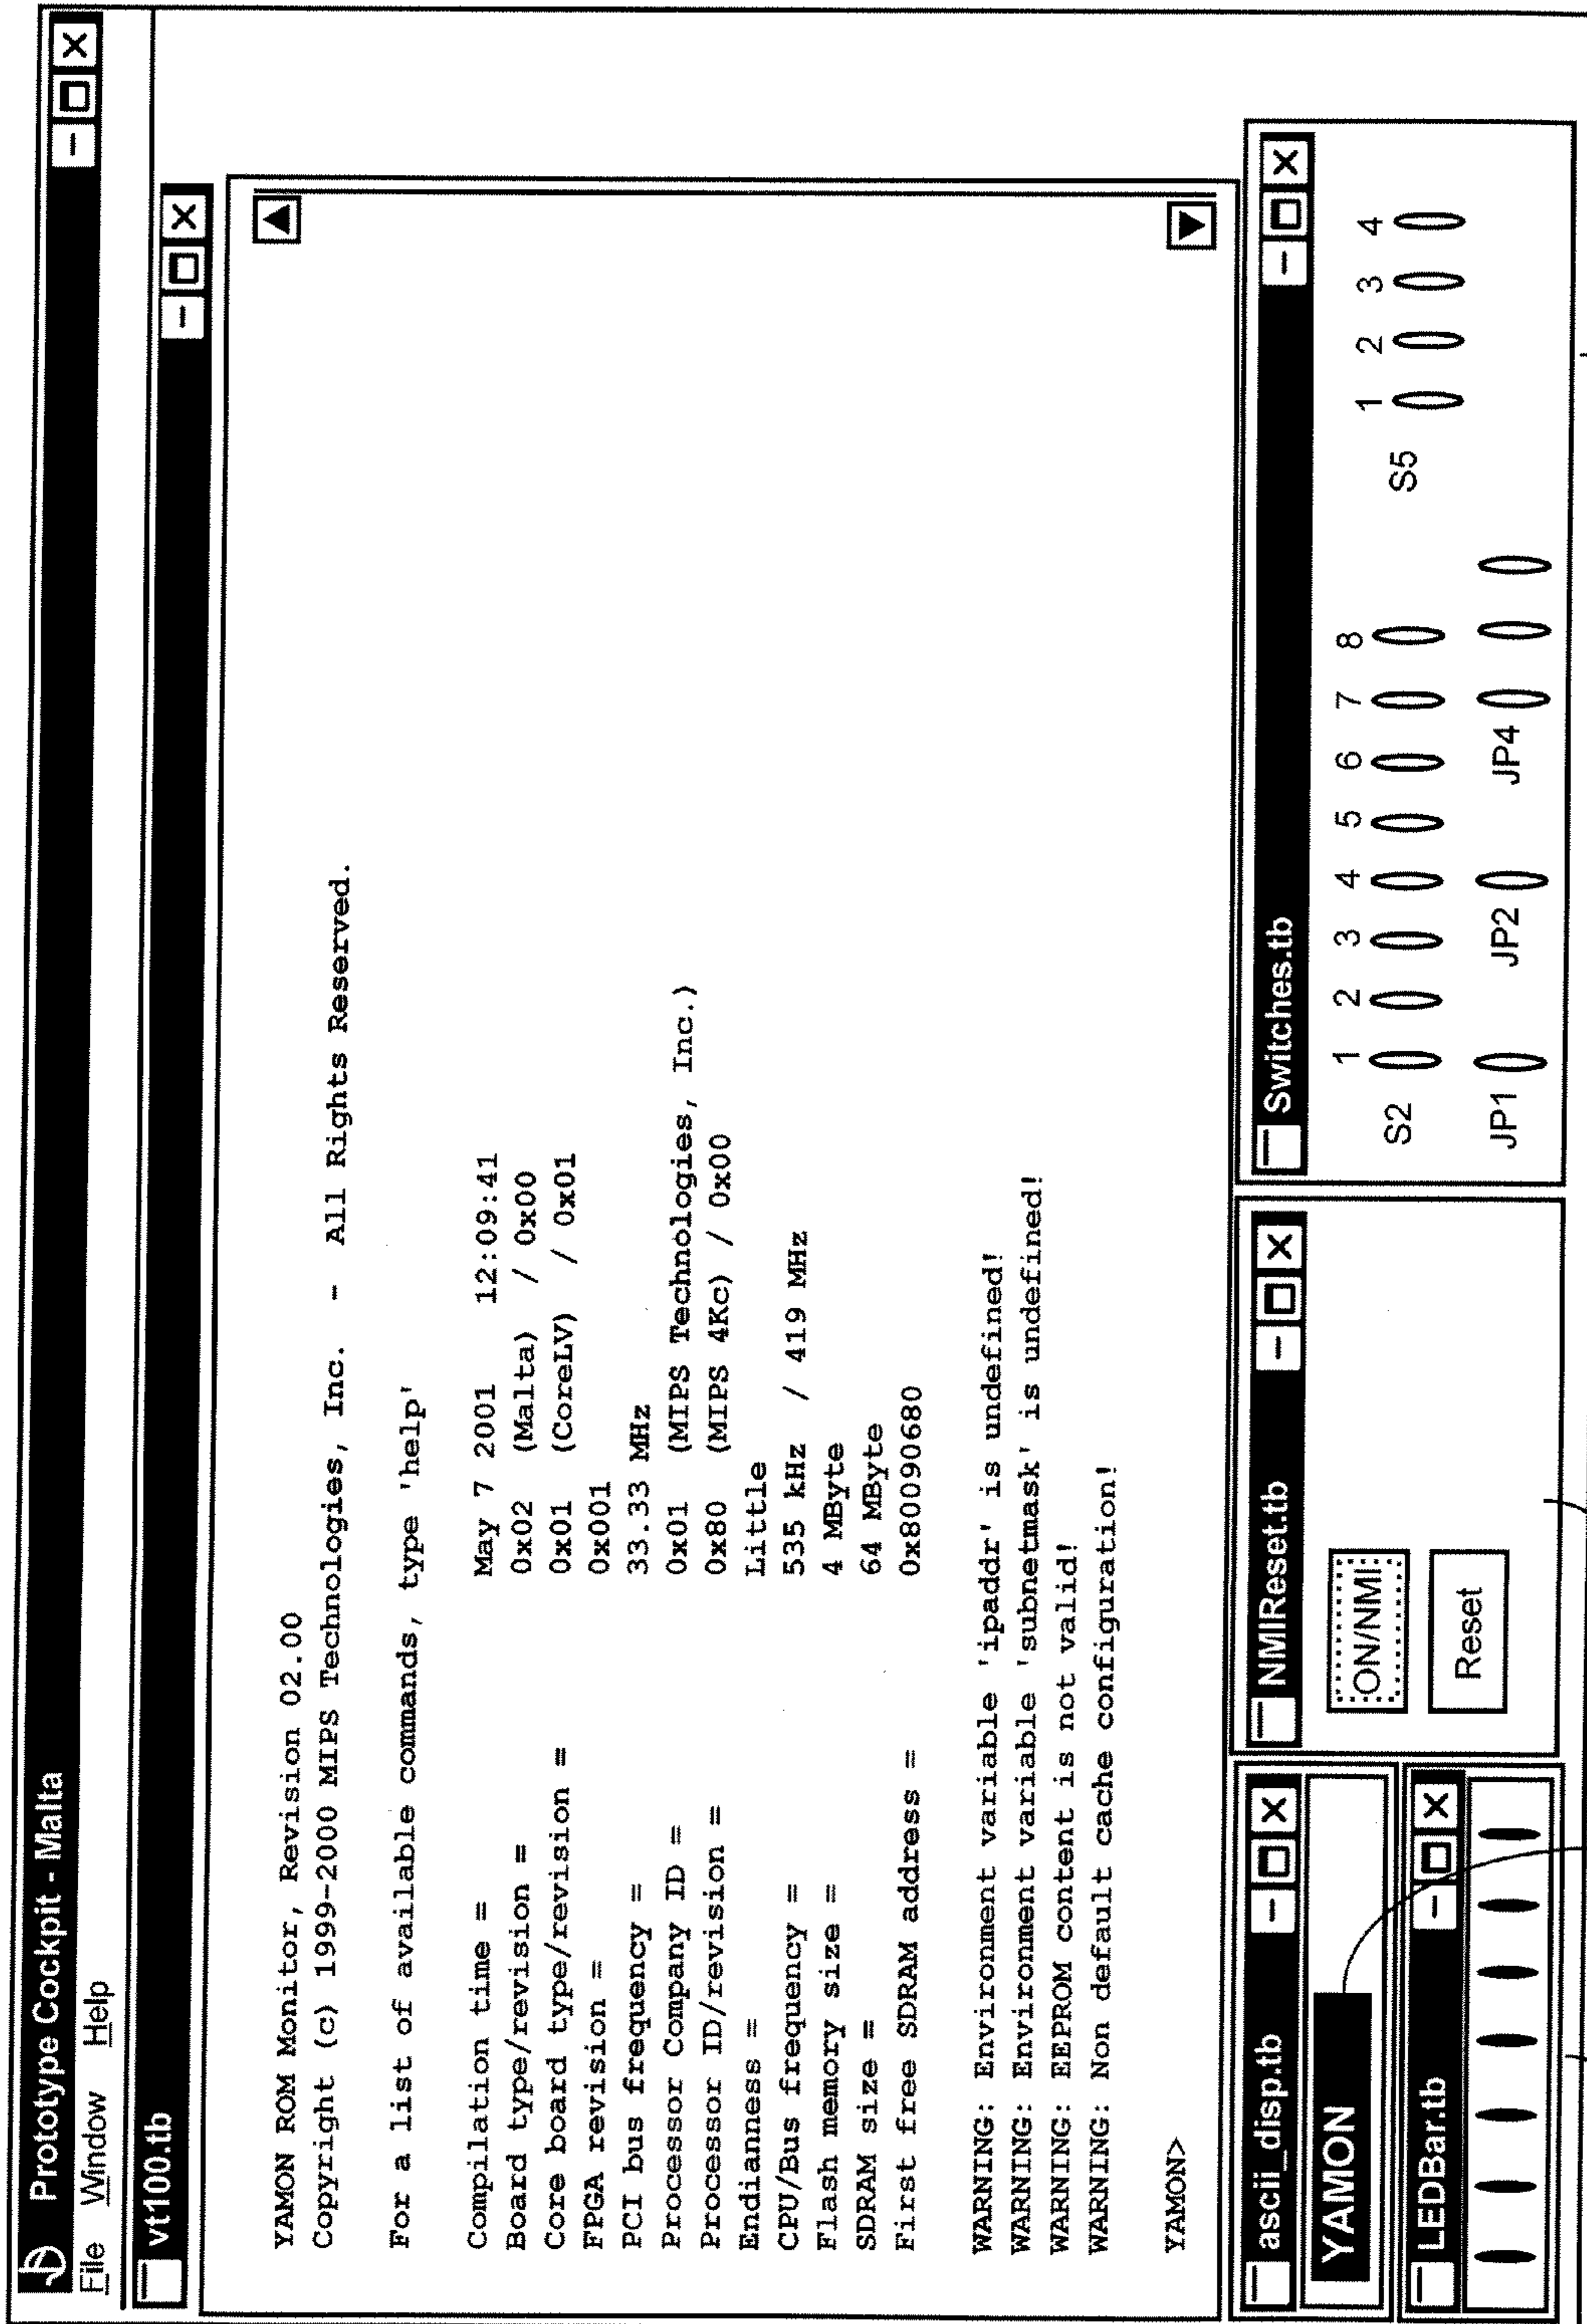 Prototype Cockpit - Malta
File Window Help
vt100.tb
YAMON ROM Monitor, Revision 02.00
Copyright (c) 1999-2000 MIPS Technologies, Inc. - All Rights Reserved.
For a list of available commands, type 'help'
Compilation time = May 7 2001 12:09:41
Board type/revision = 0x02 (Malta) / 0x00
Core board type/revision = 0x01 (CoreLV) / 0x01
FPGA revision = 0x001
PCI bus frequency = 33.33 MHz
Processor Company ID = 0x01 (MIPS Technologies, Inc.)
Processor ID/revision = 0x80 (MIPS 4Kc) / 0x00
Endianness = Little
CPU/Bus frequency = 535 kHz / 419 MHz
Flash memory size = 4 MByte
SDRAM size = 64 MByte
First free SDRAM address = 0x80090680
WARNING: Environment variable 'ipaddr' is undefined!
WARNING: Environment variable 'subnetmask' is undefined!
WARNING: EEPROM content is not valid!
WARNING: Non default cache configuration!
YAMON>
ascii_disp.tb
YAMON
LEDBar.tb
NMIReset.tb
ON/NMI
Reset
Switches.tb
1 2 3 4 5 6 7 8 1 2 3 4
S2 S5
JP1 JP2 JP4